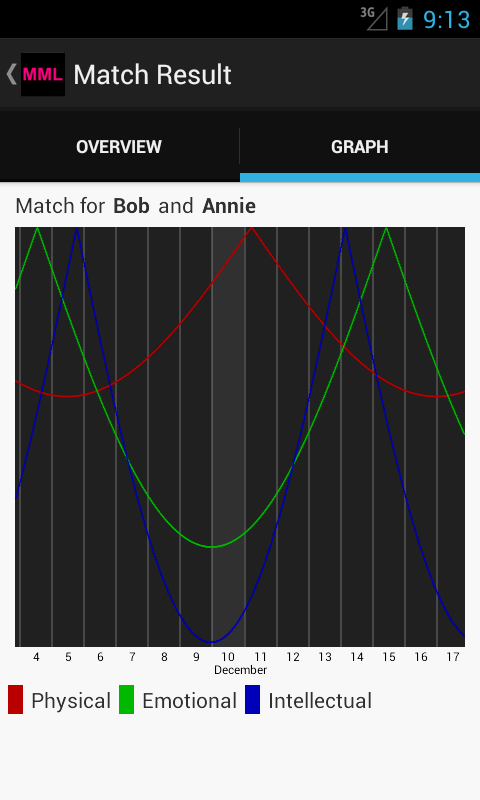 3G 9:13
MML Match Result
OVERVIEW GRAPH
Match for Bob and Annie
4 5 6 7 8 9 10 11 12 13 14 15 16 17
December
Physical Emotional Intellectual